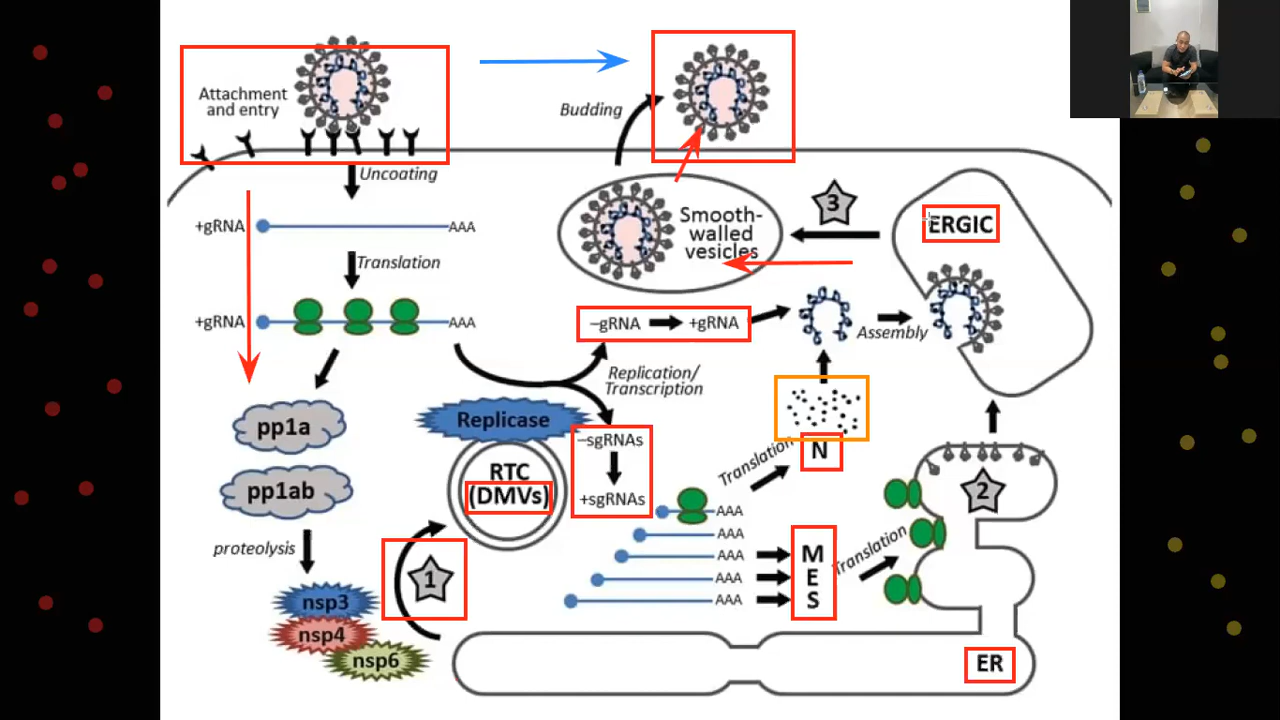 Attachment
and entry
Budding
Uncoating
+gRNA
AAA
Smooth-
walled
vesicles
3
ERGIC
Translation
+gRNA
AAA
–gRNA
+gRNA
Assembly
Replication/
Transcription
pp1a
Replicase
–sgRNAs
+sgRNAs
RTC
(DMVs)
pp1ab
N
Translation
AAA
AAA
AAA
AAA
AAA
M
E
S
Translation
2
proteolysis
1
nsp3
nsp4
nsp6
ER